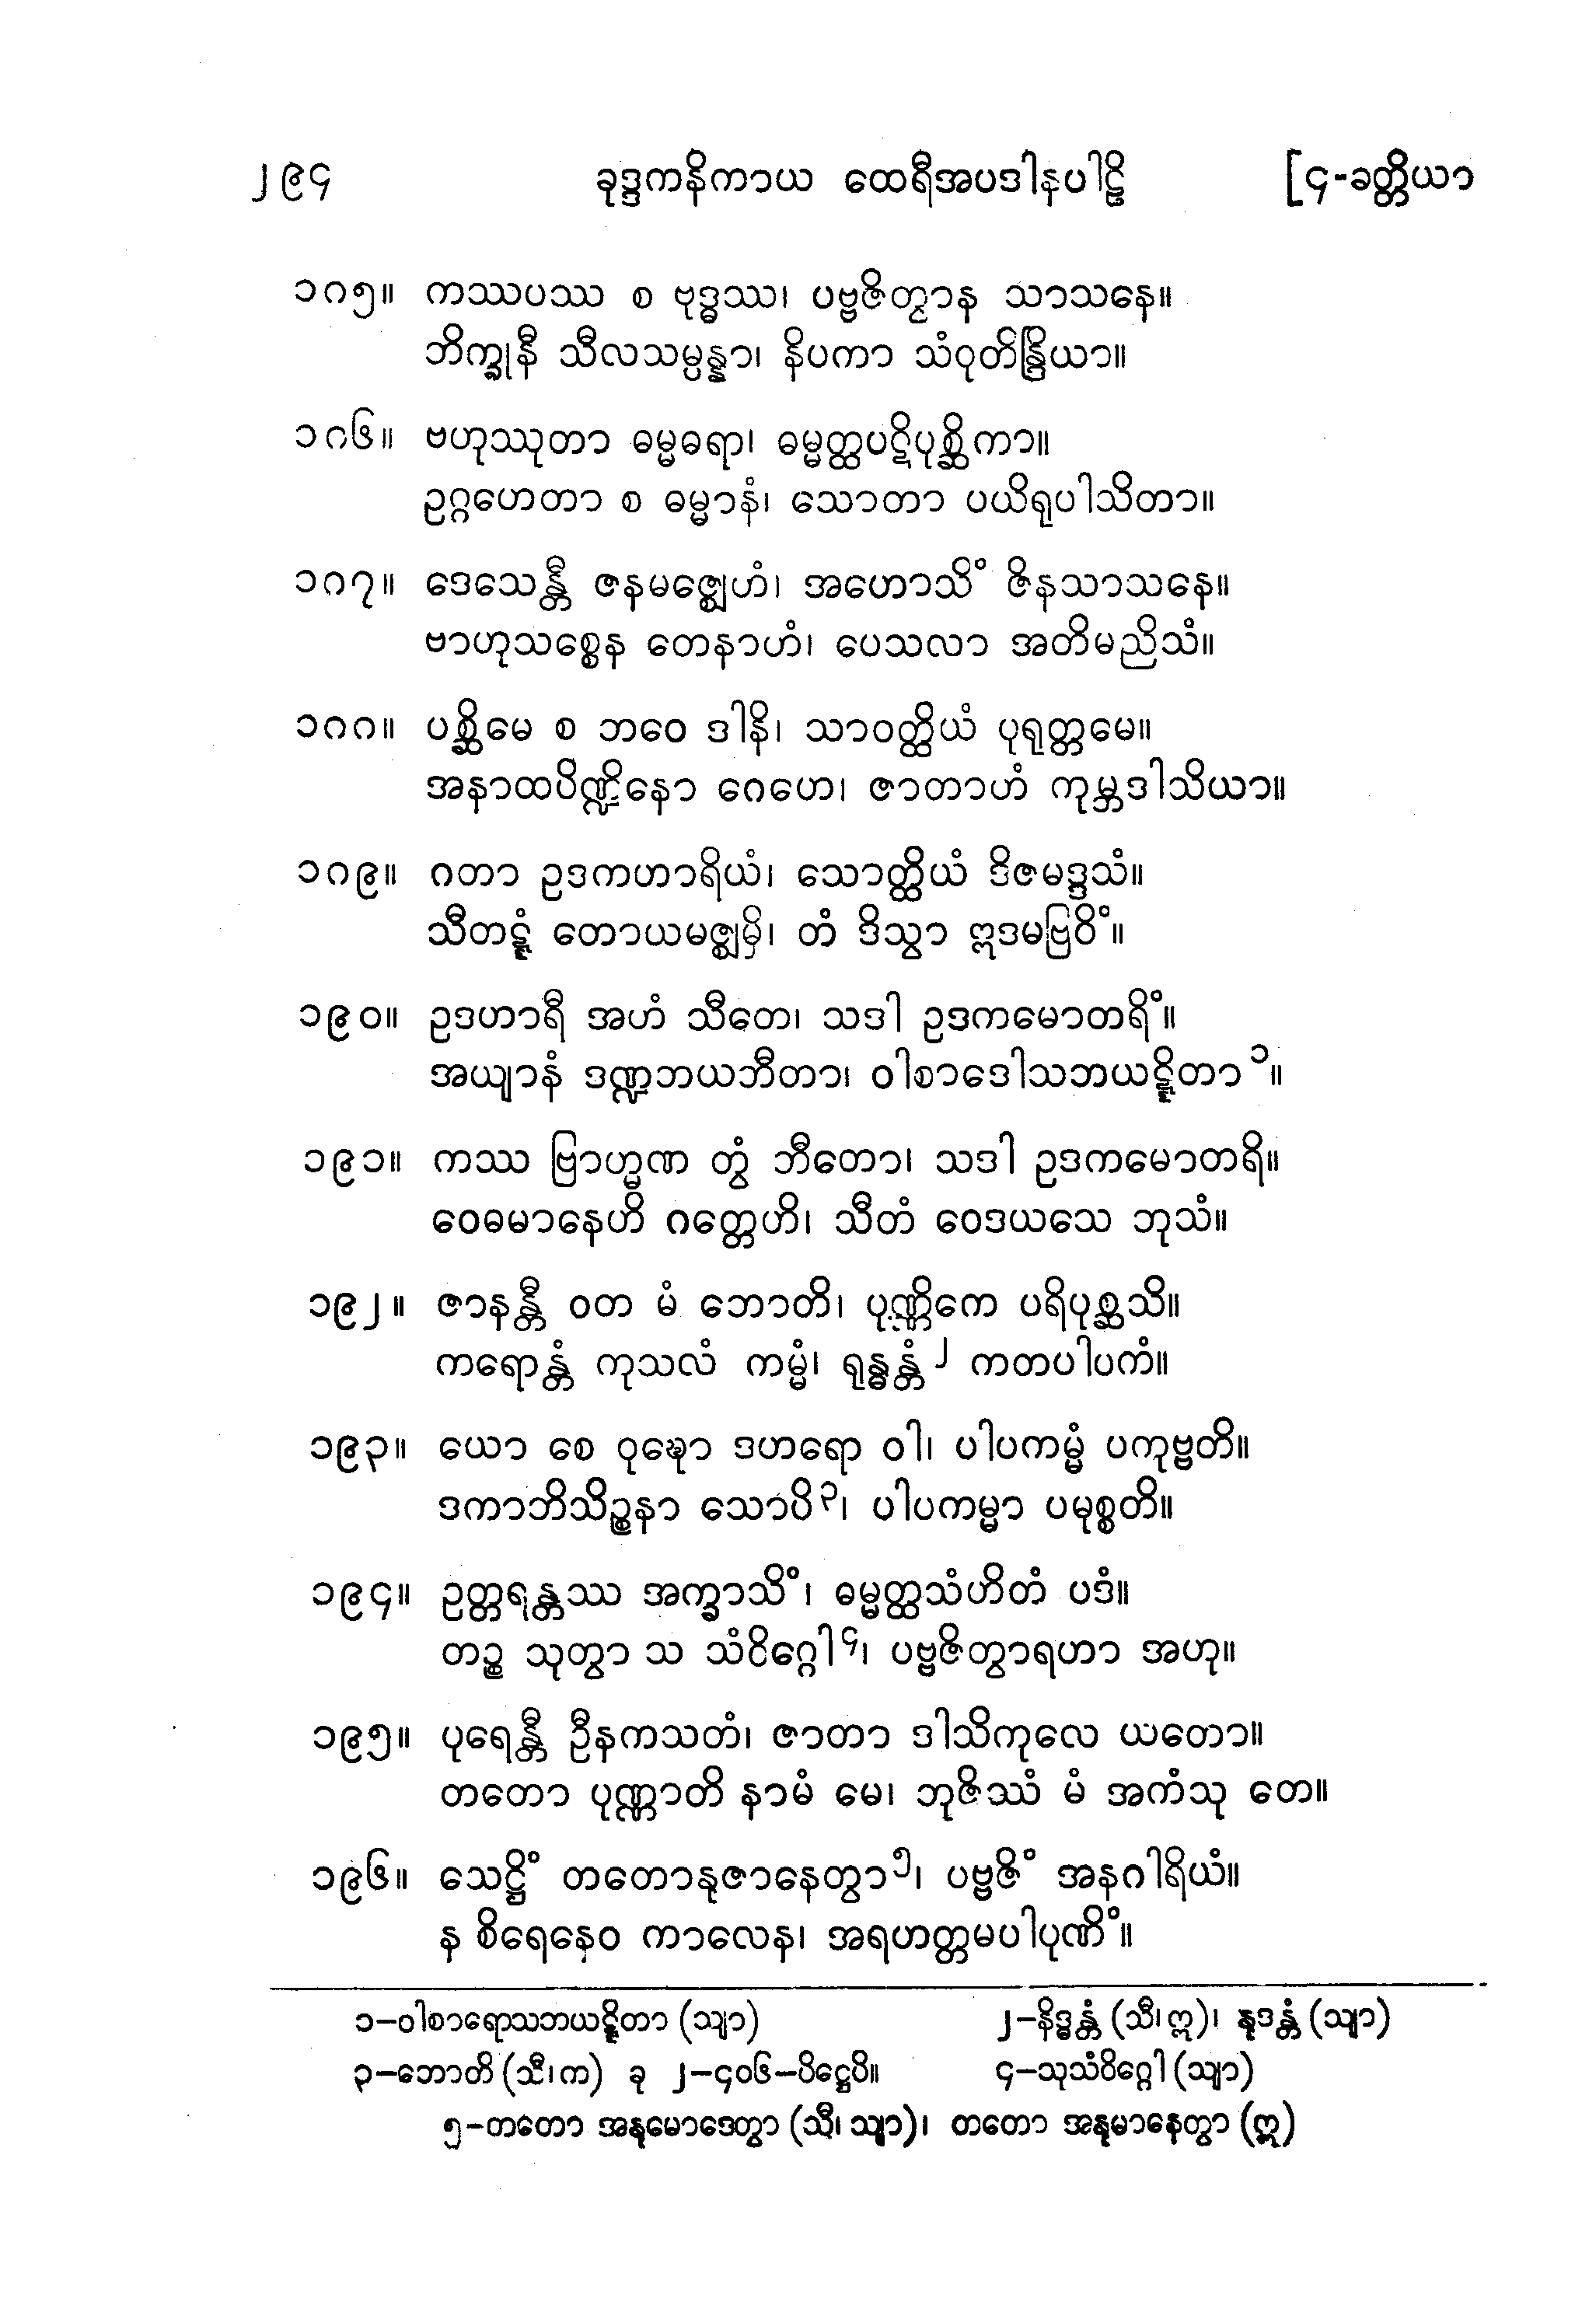 ၂၉၄ ခုဒ္ဒကနိကာယ ထေရီအပဒါနပါဠိ [၄-ခတ္တိယာ
၁၈၅။ ကဿပဿ စ ဗုဒ္ဓဿ၊ ပဗ္ဗဇိတွာန သာသနေ။
ဘိက္ခုနီ သီလသမ္ပန္နာ၊ နိပကာ သံဝုတိန္ဒြိယာ။
၁၈၆။ ဗဟုဿုတာ ဓမ္မဓရာ၊ ဓမ္မတ္ထပဋိပုစ္ဆိကာ။
ဥဂ္ဂဟေတာ စ ဓမ္မာနံ၊ သောတာ ပယိရုပါသိတာ။
၁၈၇။ ဒေသေန္တီ ဇနမဇ္ဈေဟံ၊ အဟောသိံ ဇိနသာသနေ။
ဗာဟုသစ္စေန တေနာဟံ၊ ပေသလာ အတိမညိသံ။
၁၈၈။ ပစ္ဆိမေ စ ဘဝေ ဒါနိ၊ သာဝတ္ထိယံ ပုရုတ္တမေ။
အနာထပိဏ္ဍိနော ဂေဟေ၊ ဇာတာဟံ ကုမ္ဘဒါသိယာ။
၁၈၉။ ဂတာ ဥဒကဟာရိယံ၊ သောတ္ထိယံ ဒိဇမဒ္ဒသံ။
သီတဋ္ဋံ တောယမဇ္ဈမှိ၊ တံ ဒိသွာ ဣဒမဗြဝိံ။
၁၉၀။ ဥဒဟာရီ အဟံ သီတေ၊ သဒါ ဥဒကမောတရိံ။
အယျာနံ ဒဏ္ဍဘယဘီတာ၊ ဝါစာဒေါသဘယဋ္ဋိတာ ၁။
၁၉၁။ ကဿ ဗြာဟ္မဏ တွံ ဘီတော၊ သဒါ ဥဒကမောတရိ။
ဝေဓမာနေဟိ ဂတ္တေဟိ၊ သီတံ ဝေဒယသေ ဘုသံ။
၁၉၂။ ဇာနန္တီ ဝတ မံ ဘောတိ၊ ပုဏ္ဏိကေ ပရိပုစ္ဆသိ။
ကရောန္တံ ကုသလံ ကမ္မံ၊ ရုန္ဓန္တံ ၂ ကတပါပကံ။
၁၉၃။ ယော စေ ဝုဍ္ဎော ဒဟရော ဝါ၊ ပါပကမ္မံ ပကုဗ္ဗတိ။
ဒကာဘိသိဉ္စနာ သောပိ ၃၊ ပါပကမ္မာ ပမုစ္စတိ။
၁၉၄။ ဥတ္တရန္တဿ အက္ခာသိံ၊ ဓမ္မတ္ထသံဟိတံ ပဒံ။
တဉ္စ သုတွာ သ သံဝိဂ္ဂေါ ၄၊ ပဗ္ဗဇိတွာရဟာ အဟု။
၁၉၅။ ပုရေန္တီ ဦနကသတံ၊ ဇာတာ ဒါသိကုလေ ယတော။
တတော ပုဏ္ဏာတိ နာမံ မေ၊ ဘုဇိဿံ မံ အကံသု တေ။
၁၉၆။ သေဋ္ဌိံ တတောနုဇာနေတွာ ၅၊ ပဗ္ဗဇိံ အနဂါရိယံ။
န စိရေနေဝ ကာလေန၊ အရဟတ္တမပါပုဏိံ။
၁–ဝါစာရောသဘယဋ္ဋိတာ (သျာ) ၂–နိဒ္ဓန္တံ (သီ၊ ဣ)၊ နုဒန္တံ (သျာ)
၃–ဘောတိ (သီ၊ က) ခု ၂–၄၀၆–ပိဋ္ဌေပိ။ ၄–သုသံဝိဂ္ဂေါ (သျာ)
၅–တတော အနုမောဒေတွာ (သီ၊ သျာ)၊ တတော အနုမာနေတွာ (ဣ)